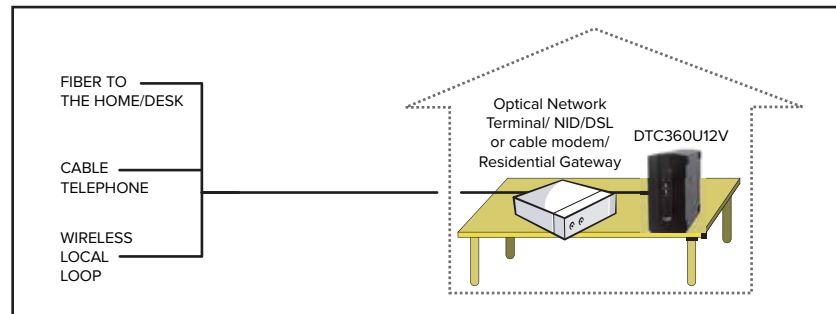 FIBER TO
THE HOME/DESK
CABLE
TELEPHONE
WIRELESS
LOCAL
LOOP
Optical Network
Terminal/ NID/DSL
or cable modem/
Residential Gateway
DTC360U12V